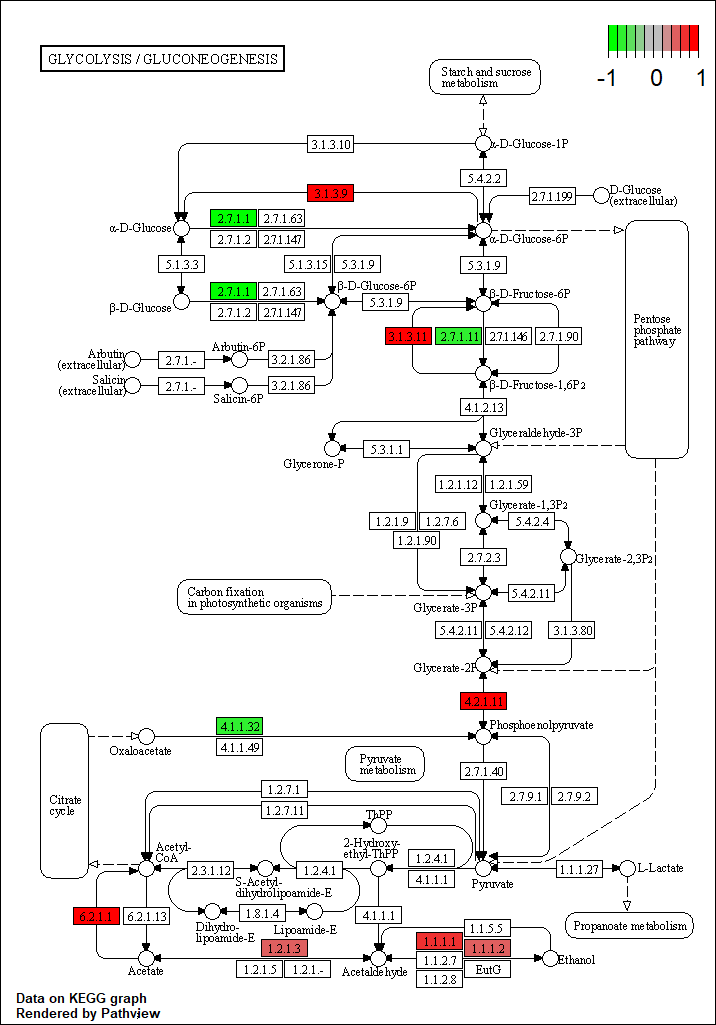 GLYCOLYSIS / GLUCONEOGENESIS
-1 0 1
Starch and sucrose
metabolism
3.1.3.10
α-D-Glucose-1P
5.4.2.2
3.1.3.9
2.7.1.199
D-Glucose
(extracellular)
2.7.1.1 2.7.1.63
α-D-Glucose
2.7.1.2 2.7.1.147
α-D-Glucose-6P
5.1.3.3
5.1.3.15 5.3.1.9
5.3.1.9
β-D-Glucose-6P
β-D-Fructose-6P
2.7.1.1 2.7.1.63
β-D-Glucose
2.7.1.2 2.7.1.147
5.3.1.9
Pentose
phosphate
pathway
3.1.3.11 2.7.1.11 2.7.1.146 2.7.1.90
Arbutin
(extracellular)
2.7.1.-
Arbutin-6P
3.2.1.86
Salicin
(extracellular)
2.7.1.-
Salicin-6P
3.2.1.86
β-D-Fructose-1,6P2
4.1.2.13
Glyceraldehyde-3P
5.3.1.1
Glycerone-P
1.2.1.12 1.2.1.59
Glycerate-1,3P2
1.2.1.9 1.2.7.6
5.4.2.4
1.2.1.90
2.7.2.3
Glycerate-2,3P2
Carbon fixation
in photosynthetic organisms
5.4.2.11
Glycerate-3P
5.4.2.11 5.4.2.12
3.1.3.80
Glycerate-2P
4.2.1.11
4.1.1.32
Phosphoenolpyruvate
Oxaloacetate
4.1.1.49
Pyruvate
metabolism
2.7.1.40
Citrate
cycle
1.2.7.1
2.7.9.1 2.7.9.2
1.2.7.11
ThPP
Acetyl-
CoA
2-Hydroxy-
ethyl-ThPP
2.3.1.12
1.2.4.1
1.2.4.1
4.1.1.1
1.1.1.27
L-Lactate
S-Acetyl-
dihydrolipoamide-E
Pyruvate
6.2.1.1 6.2.1.13
1.8.1.4
4.1.1.1
Dihydro-
lipoamide-E
Lipoamide-E
Propanoate metabolism
1.1.5.5
1.2.1.3
1.1.1.1 1.1.1.2
Acetate
1.2.1.5 1.2.1.-
Acetaldehyde
1.1.2.7 EutG
Ethanol
1.1.2.8
Data on KEGG graph
Rendered by Pathview